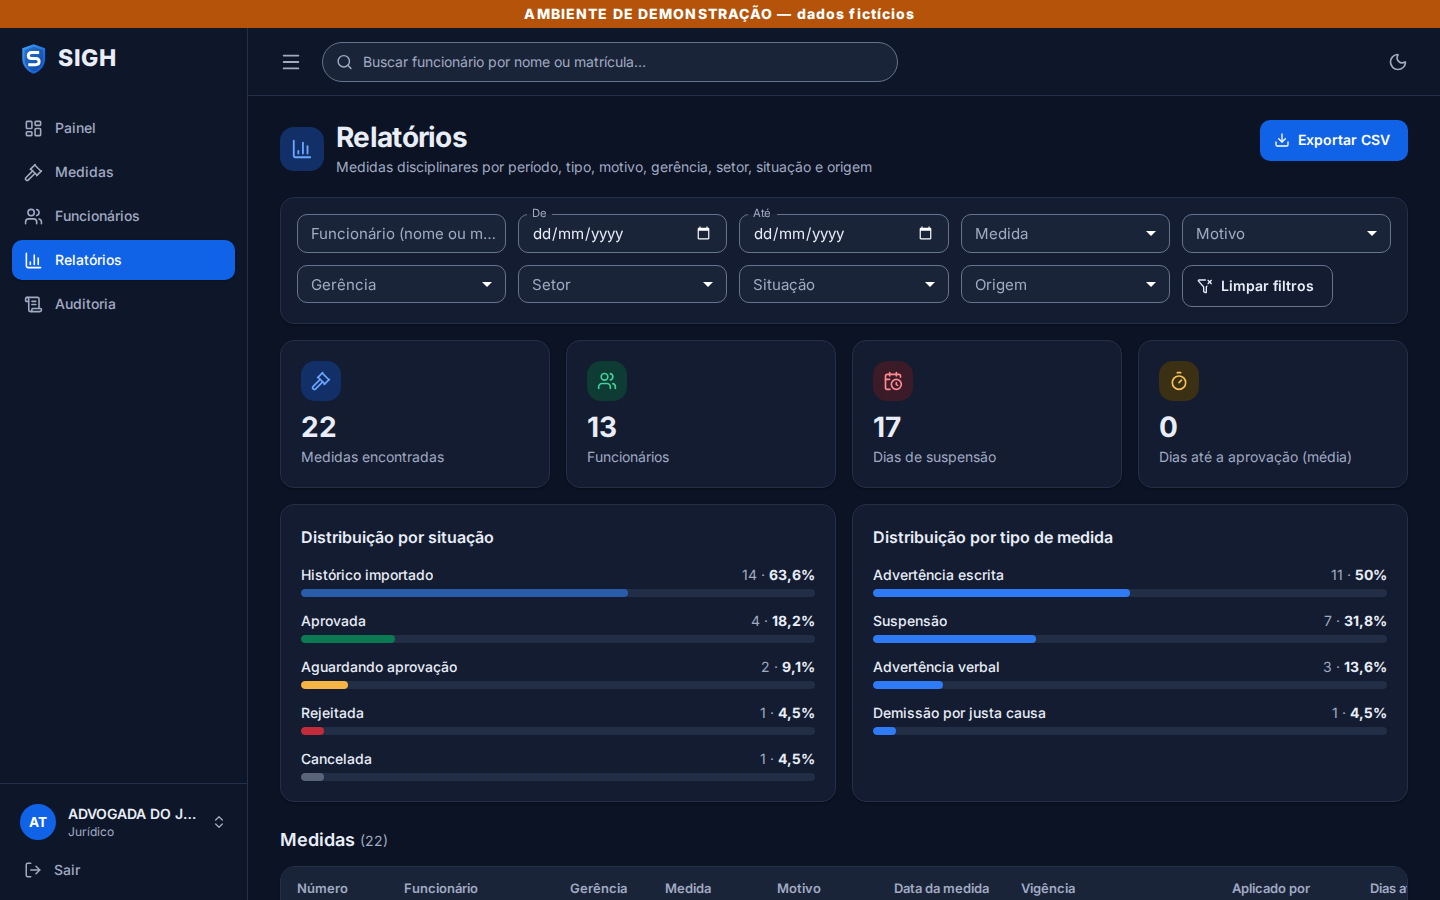 AMBIENTE DE DEMONSTRAÇÃO — dados fictícios
SIGH
Buscar funcionário por nome ou matrícula...
Painel
Medidas
Funcionários
Relatórios
Auditoria
Relatórios
Medidas disciplinares por período, tipo, motivo, gerência, setor, situação e origem
Exportar CSV
De
Até
Funcionário (nome ou m...
dd/mm/yyyy
dd/mm/yyyy
Medida
Motivo
Gerência
Setor
Situação
Origem
Limpar filtros
22
Medidas encontradas
13
Funcionários
17
Dias de suspensão
0
Dias até a aprovação (média)
Distribuição por situação
Histórico importado 14 · 63,6%
Aprovada 4 · 18,2%
Aguardando aprovação 2 · 9,1%
Rejeitada 1 · 4,5%
Cancelada 1 · 4,5%
Distribuição por tipo de medida
Advertência escrita 11 · 50%
Suspensão 7 · 31,8%
Advertência verbal 3 · 13,6%
Demissão por justa causa 1 · 4,5%
Medidas (22)
Número Funcionário Gerência Medida Motivo Data da medida Vigência Aplicado por Dias
AT
ADVOGADA DO J...
Jurídico
Sair